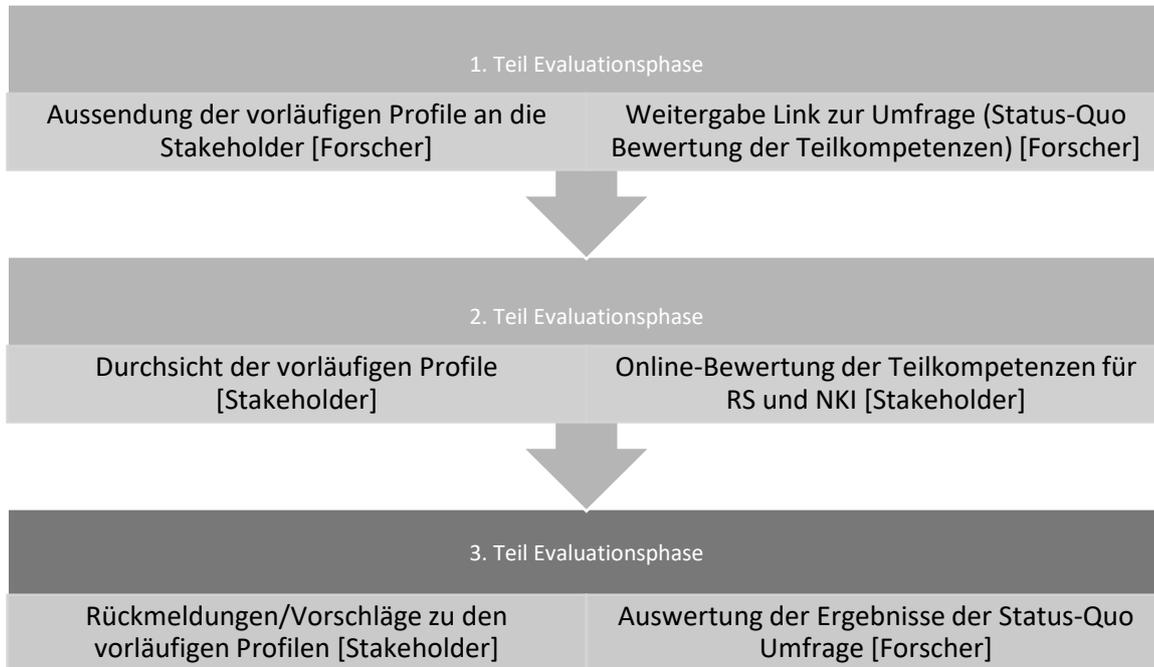 1. Teil Evaluationsphase
Aussendung der vorläufigen Profile an die
Stakeholder [Forscher]
Weitergabe Link zur Umfrage (Status-Quo
Bewertung der Teilkompetenzen) [Forscher]
2. Teil Evaluationsphase
Durchsicht der vorläufigen Profile
[Stakeholder]
Online-Bewertung der Teilkompetenzen für
RS und NKI [Stakeholder]
3. Teil Evaluationsphase
Rückmeldungen/Vorschläge zu den
vorläufigen Profilen [Stakeholder]
Auswertung der Ergebnisse der Status-Quo
Umfrage [Forscher]